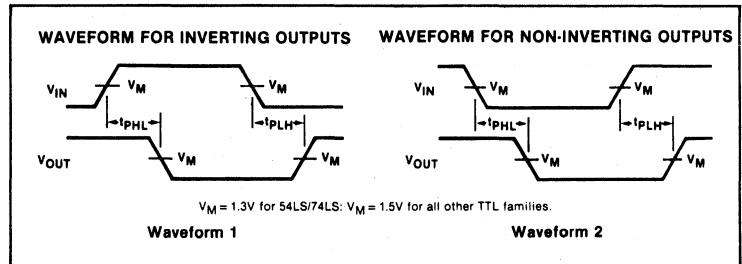 WAVEFORM FOR INVERTING OUTPUTS
VIN
VM
VM
tPHL
tPLH
VOUT
VM
VM
WAVEFORM FOR NON-INVERTING OUTPUTS
VIN
VM
VM
tPHL
tPLH
VOUT
VM
VM
VM = 1.3V for 54LS/74LS: VM = 1.5V for all other TTL families.
Waveform 1
Waveform 2